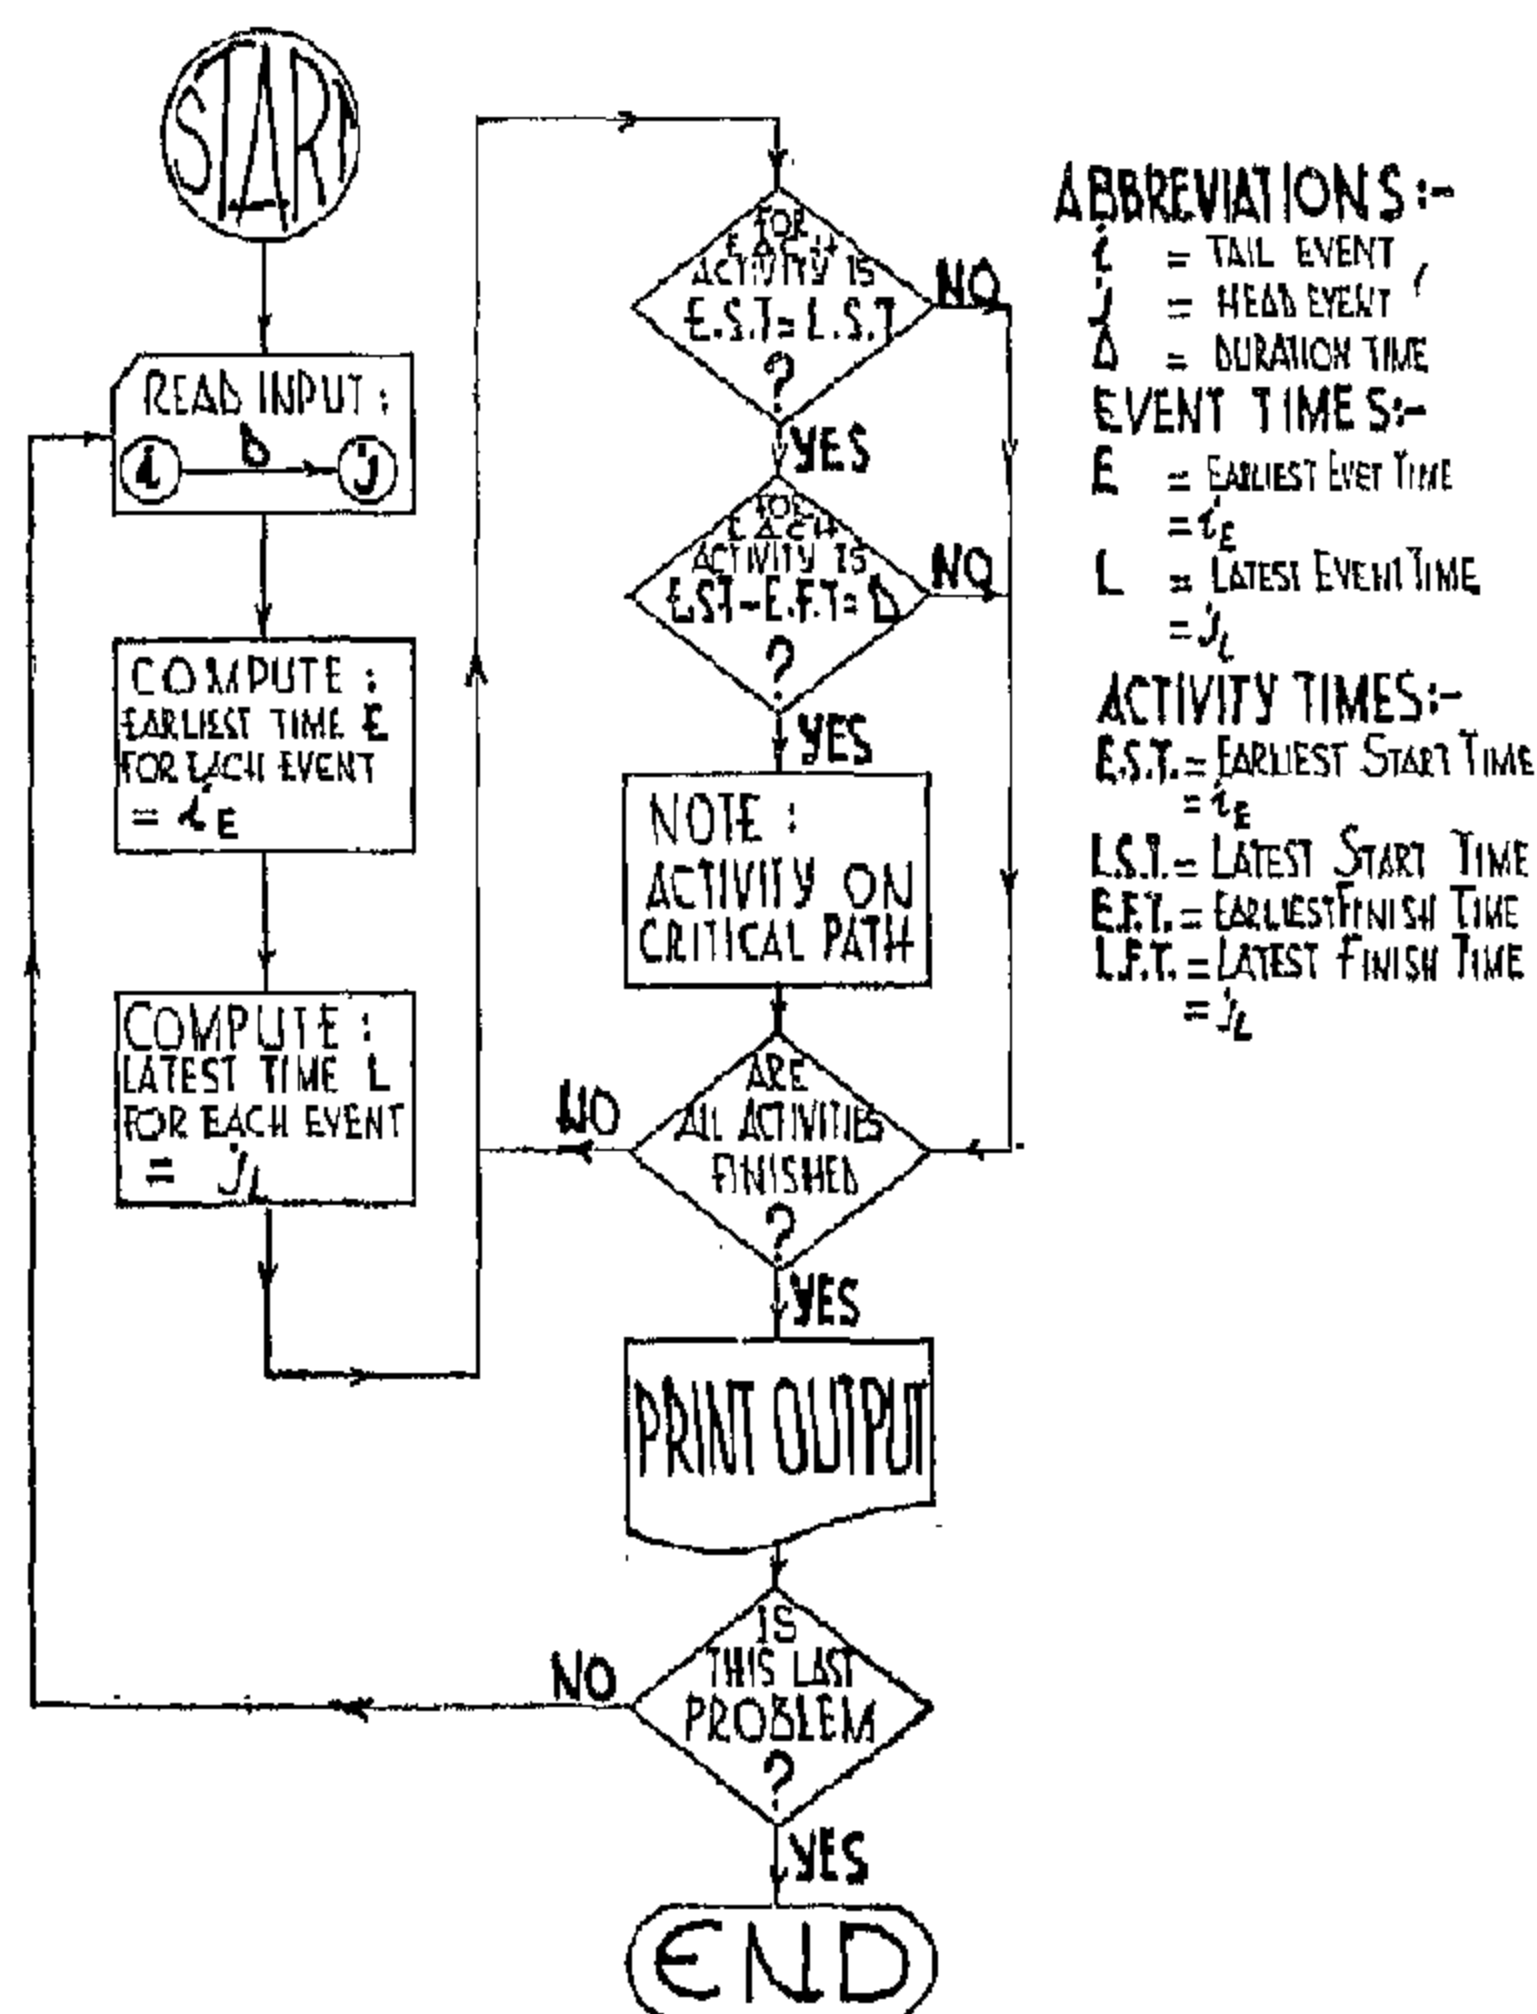 START
READ INPUT :
D
i j
COMPUTE :
EARLIEST TIME E
FOR EACH EVENT
= iE
COMPUTE :
LATEST TIME L
FOR EACH EVENT
= jL
FOR
EACH
ACTIVITY IS
E.S.T = L.S.T
?
NO
YES
FOR
EACH
ACTIVITY IS
E.ST - E.F.T = D
?
NO
YES
NOTE :
ACTIVITY ON
CRITICAL PATH
ARE
ALL ACTIVITIES
FINISHED
?
NO
YES
PRINT OUTPUT
IS
THIS LAST
PROBLEM
?
NO
YES
END
ABBREVIATIONS :-
i = TAIL EVENT
j = HEAD EVENT
D = DURATION TIME
EVENT TIMES:-
E = EARLIEST EVET TIME
= iE
L = LATEST EVENT TIME
= jL
ACTIVITY TIMES:-
E.S.T. = EARLIEST START TIME
= iE
L.S.T. = LATEST START TIME
E.F.T. = EARLIEST FINISH TIME
L.F.T. = LATEST FINISH TIME
= jL